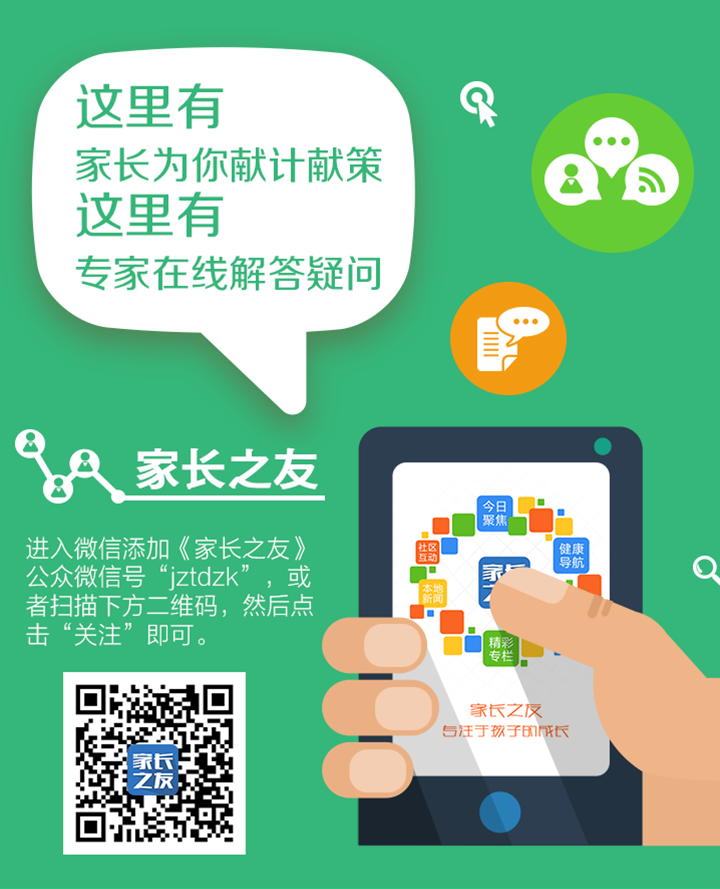 这里有
家长为你献计献策
这里有
专家在线解答疑问
家长之友
进入微信添加《家长之友》
公众微信号“jztdzk”，或
者扫描下方二维码，然后点
击“关注”即可。
家长
之友
今日
聚焦
社区
互动
健康
导航
家长
本地
新闻
精彩
专栏
家长之友
专注于孩子的成长